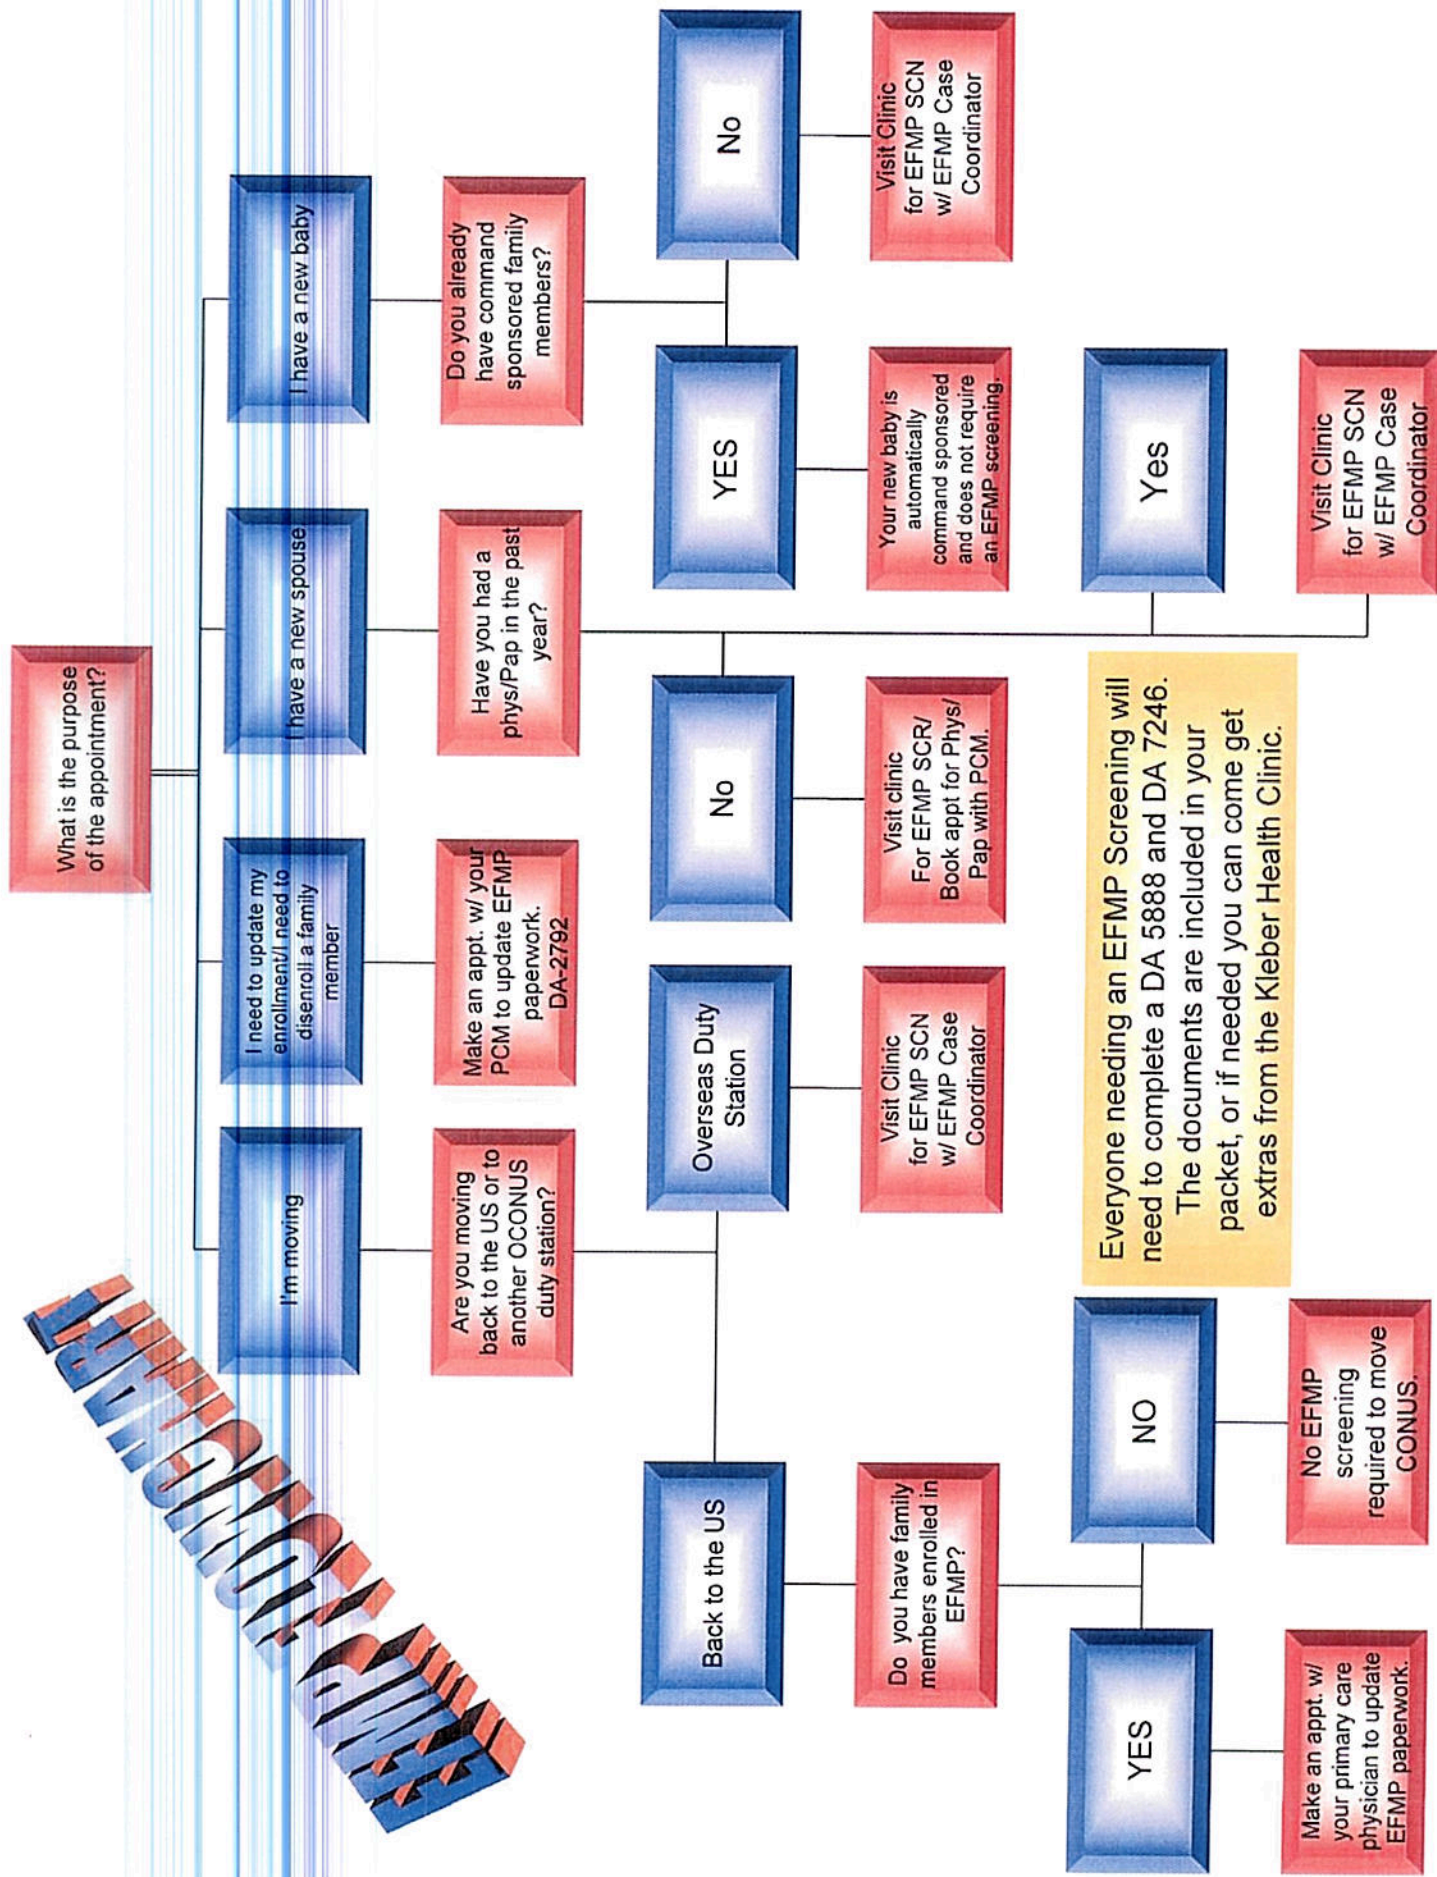 EFMP FLOWCHART
What is the purpose
of the appointment?
I'm moving
I need to update my
enrollment/I need to
disenroll a family
member
I have a new spouse
I have a new baby
Are you moving
back to the US or to
another OCONUS
duty station?
Make an appt. w/ your
PCM to update EFMP
paperwork.
DA-2792
Have you had a
phys/Pap in the past
year?
Do you already
have command
sponsored family
members?
Back to the US
Overseas Duty
Station
No
YES
No
Do you have family
members enrolled in
EFMP?
Visit Clinic
for EFMP SCN
w/ EFMP Case
Coordinator
Visit clinic
For EFMP SCR/
Book appt for Phys/
Pap with PCM.
Your new baby is
automatically
command sponsored
and does not require
an EFMP screening.
Visit Clinic
for EFMP SCN
w/ EFMP Case
Coordinator
YES
NO
Everyone needing an EFMP Screening will
need to complete a DA 5888 and DA 7246.
The documents are included in your
packet, or if needed you can come get
extras from the Kleber Health Clinic.
Yes
Make an appt. w/
your primary care
physician to update
EFMP paperwork.
No EFMP
screening
required to move
CONUS.
Visit Clinic
for EFMP SCN
w/ EFMP Case
Coordinator